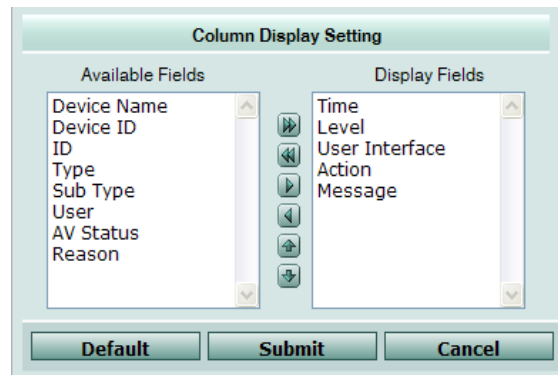 Column Display Setting
Available Fields
Display Fields
Device Name
Device ID
ID
Type
Sub Type
User
AV Status
Reason
Time
Level
User Interface
Action
Message
Default
Submit
Cancel